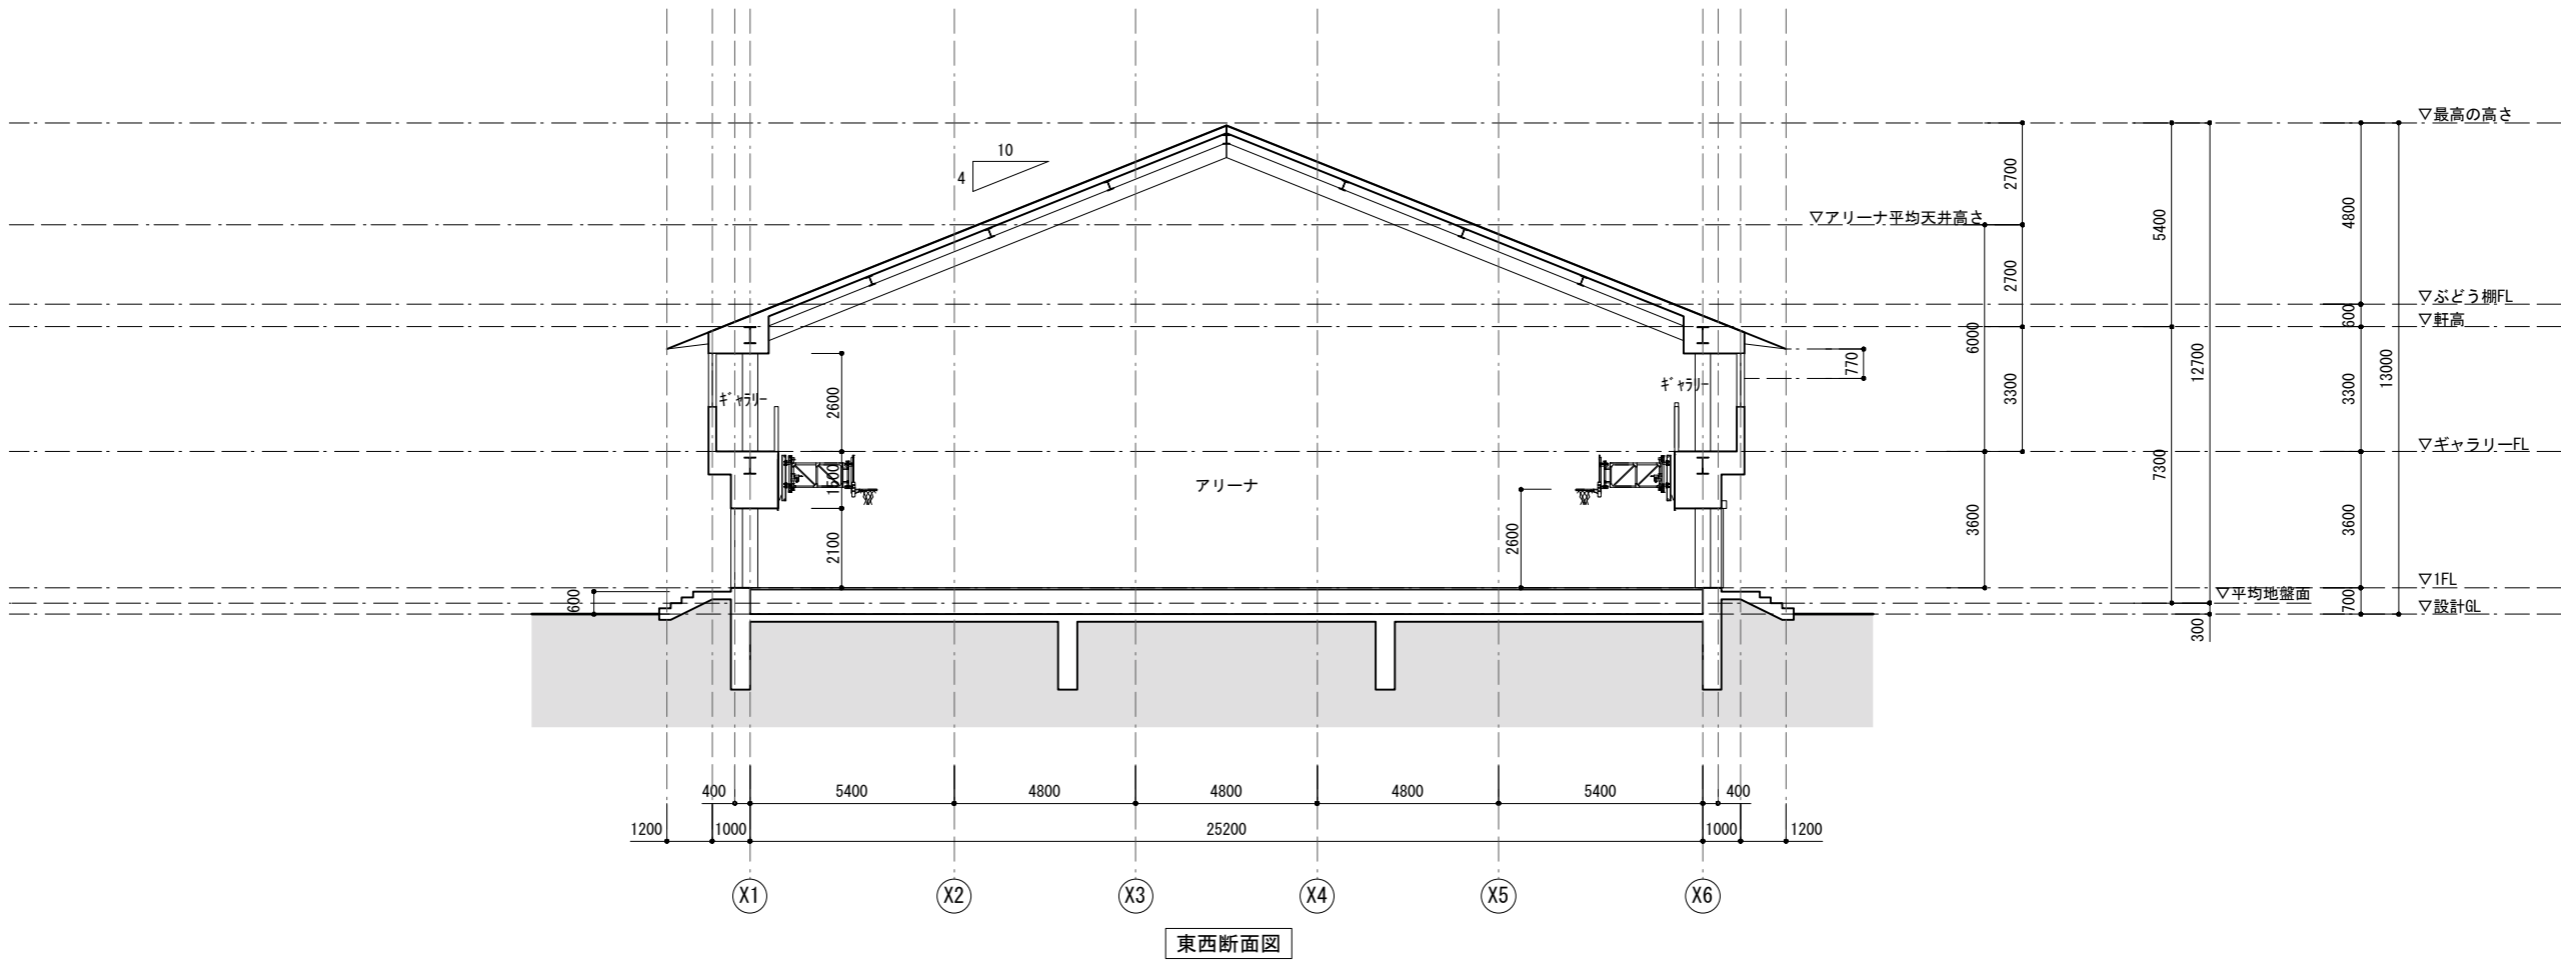 ▽最高の高さ
10
4
2700
5400
4800
▽アリーナ平均天井高さ
2700
▽ぶどう棚FL
600
▽軒高
6000
770
12700
13000
ギャラリー
ギャラリー
2600
3300
3300
▽ギャラリーFL
7300
1500
アリーナ
2100
2600
3600
3600
▽1FL
600
▽平均地盤面
700
▽設計GL
300
400
5400
4800
4800
4800
5400
400
1200
1000
25200
1000
1200
X1
X2
X3
X4
X5
X6
東西断面図